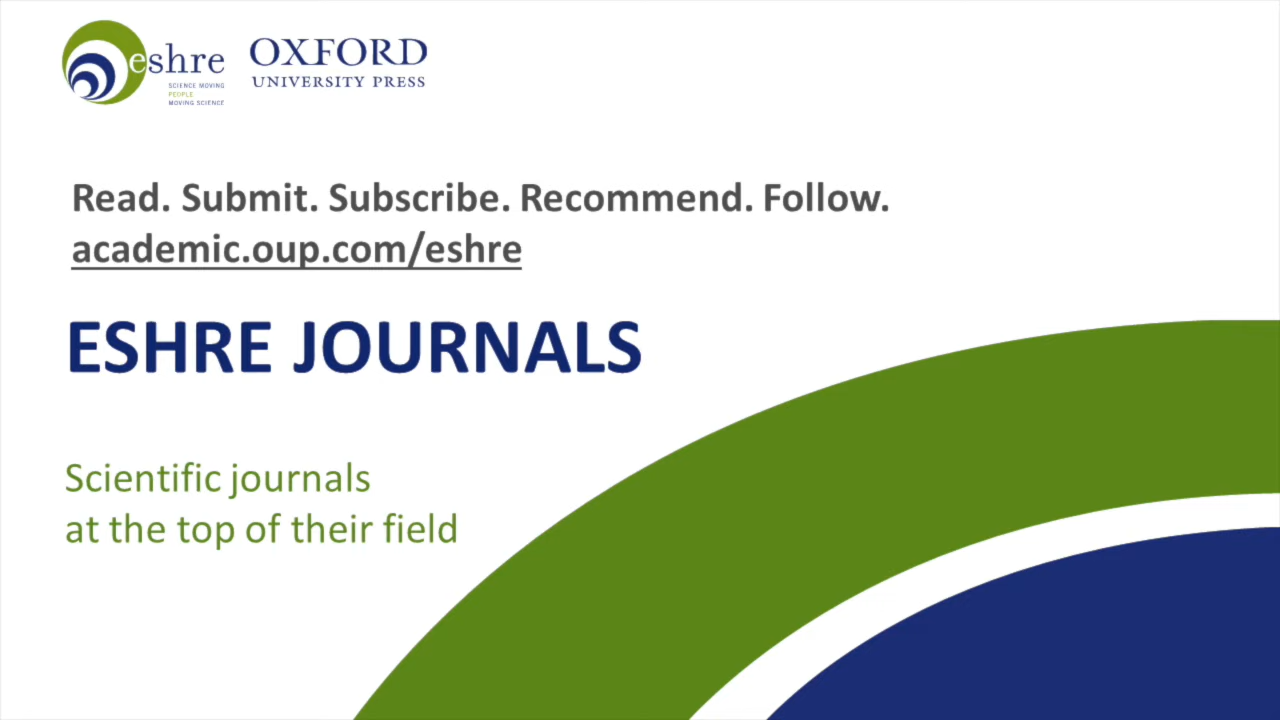 eshre
SCIENCE MOVING
PEOPLE
MOVING SCIENCE
OXFORD
UNIVERSITY PRESS
Read. Submit. Subscribe. Recommend. Follow.
academic.oup.com/eshre
ESHRE JOURNALS
Scientific journals
at the top of their field